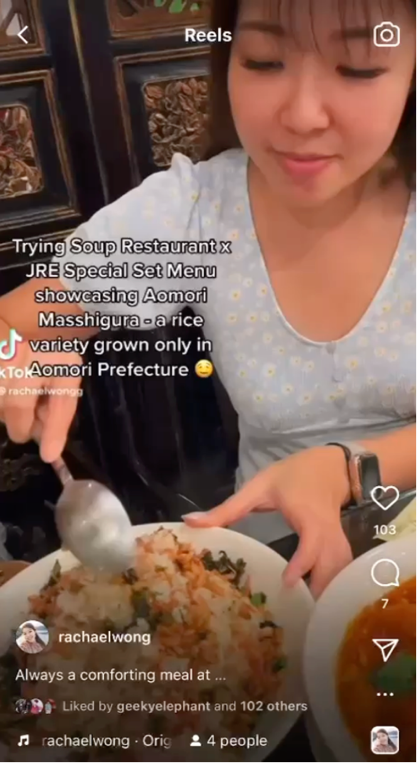 Reels
Trying Soup Restaurant x
JRE Special Set Menu
showcasing Aomori
Masshigura - a rice
variety grown only in
Aomori Prefecture 🤤
kTok
@rachaelwongg
103
7
rachaelwong
Always a comforting meal at ...
Liked by geekyelephant and 102 others
rachaelwong · Orig
4 people